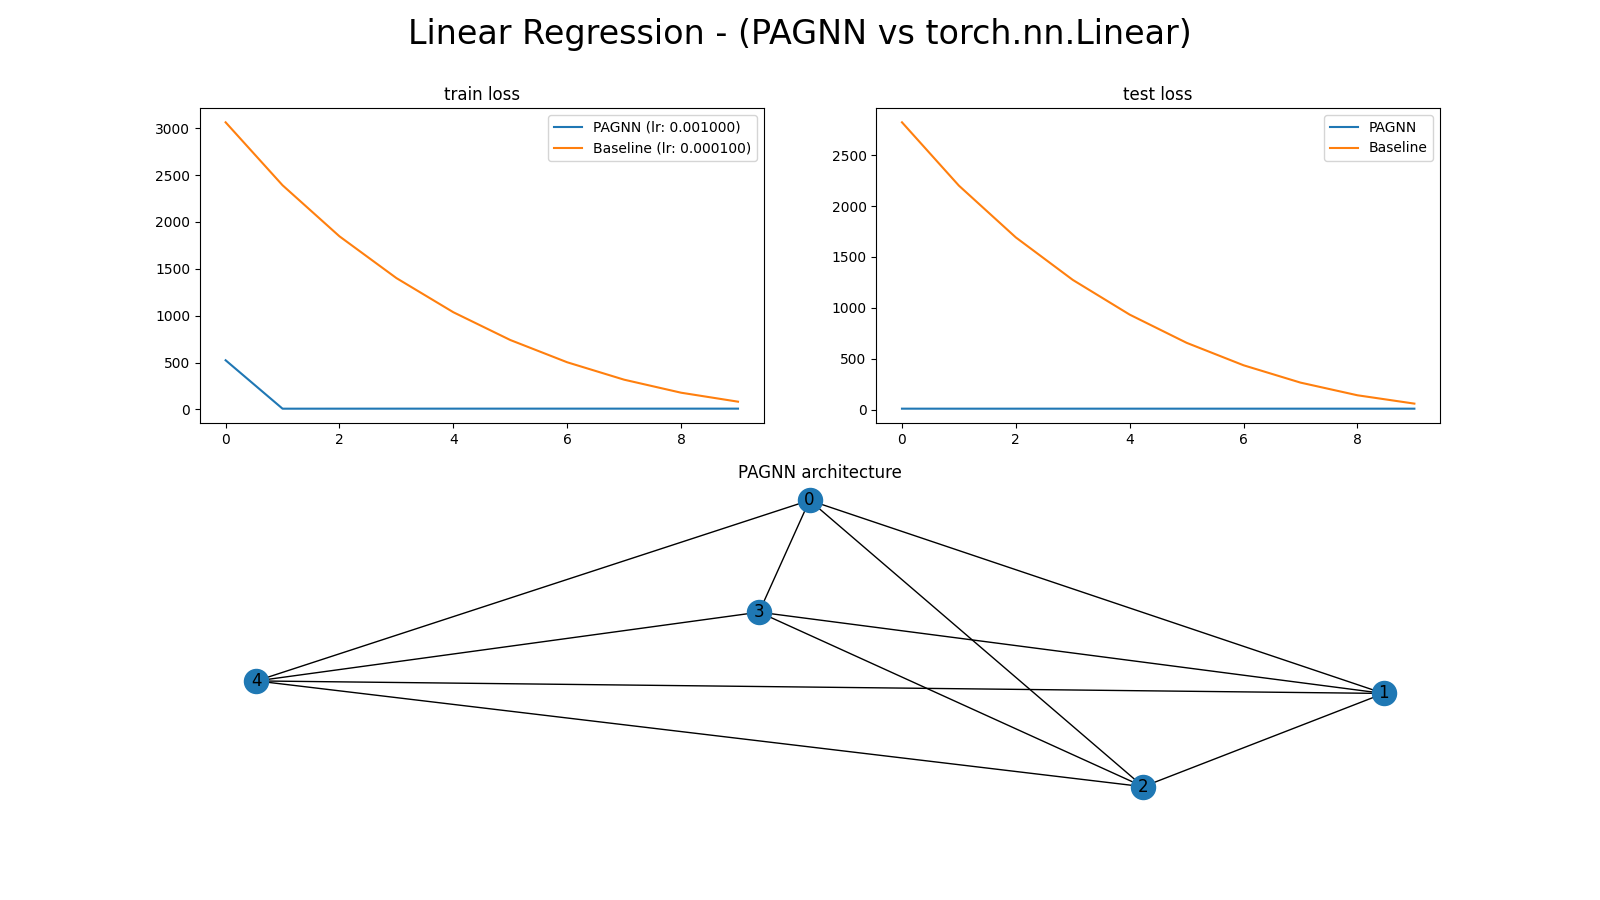 Linear Regression - (PAGNN vs torch.nn.Linear)
train loss
3000
2500
2000
1500
1000
500
0
0 2 4 6 8
PAGNN (lr: 0.001000)
Baseline (lr: 0.000100)
test loss
2500
2000
1500
1000
500
0
0 2 4 6 8
PAGNN
Baseline
PAGNN architecture
0
3
4
1
2